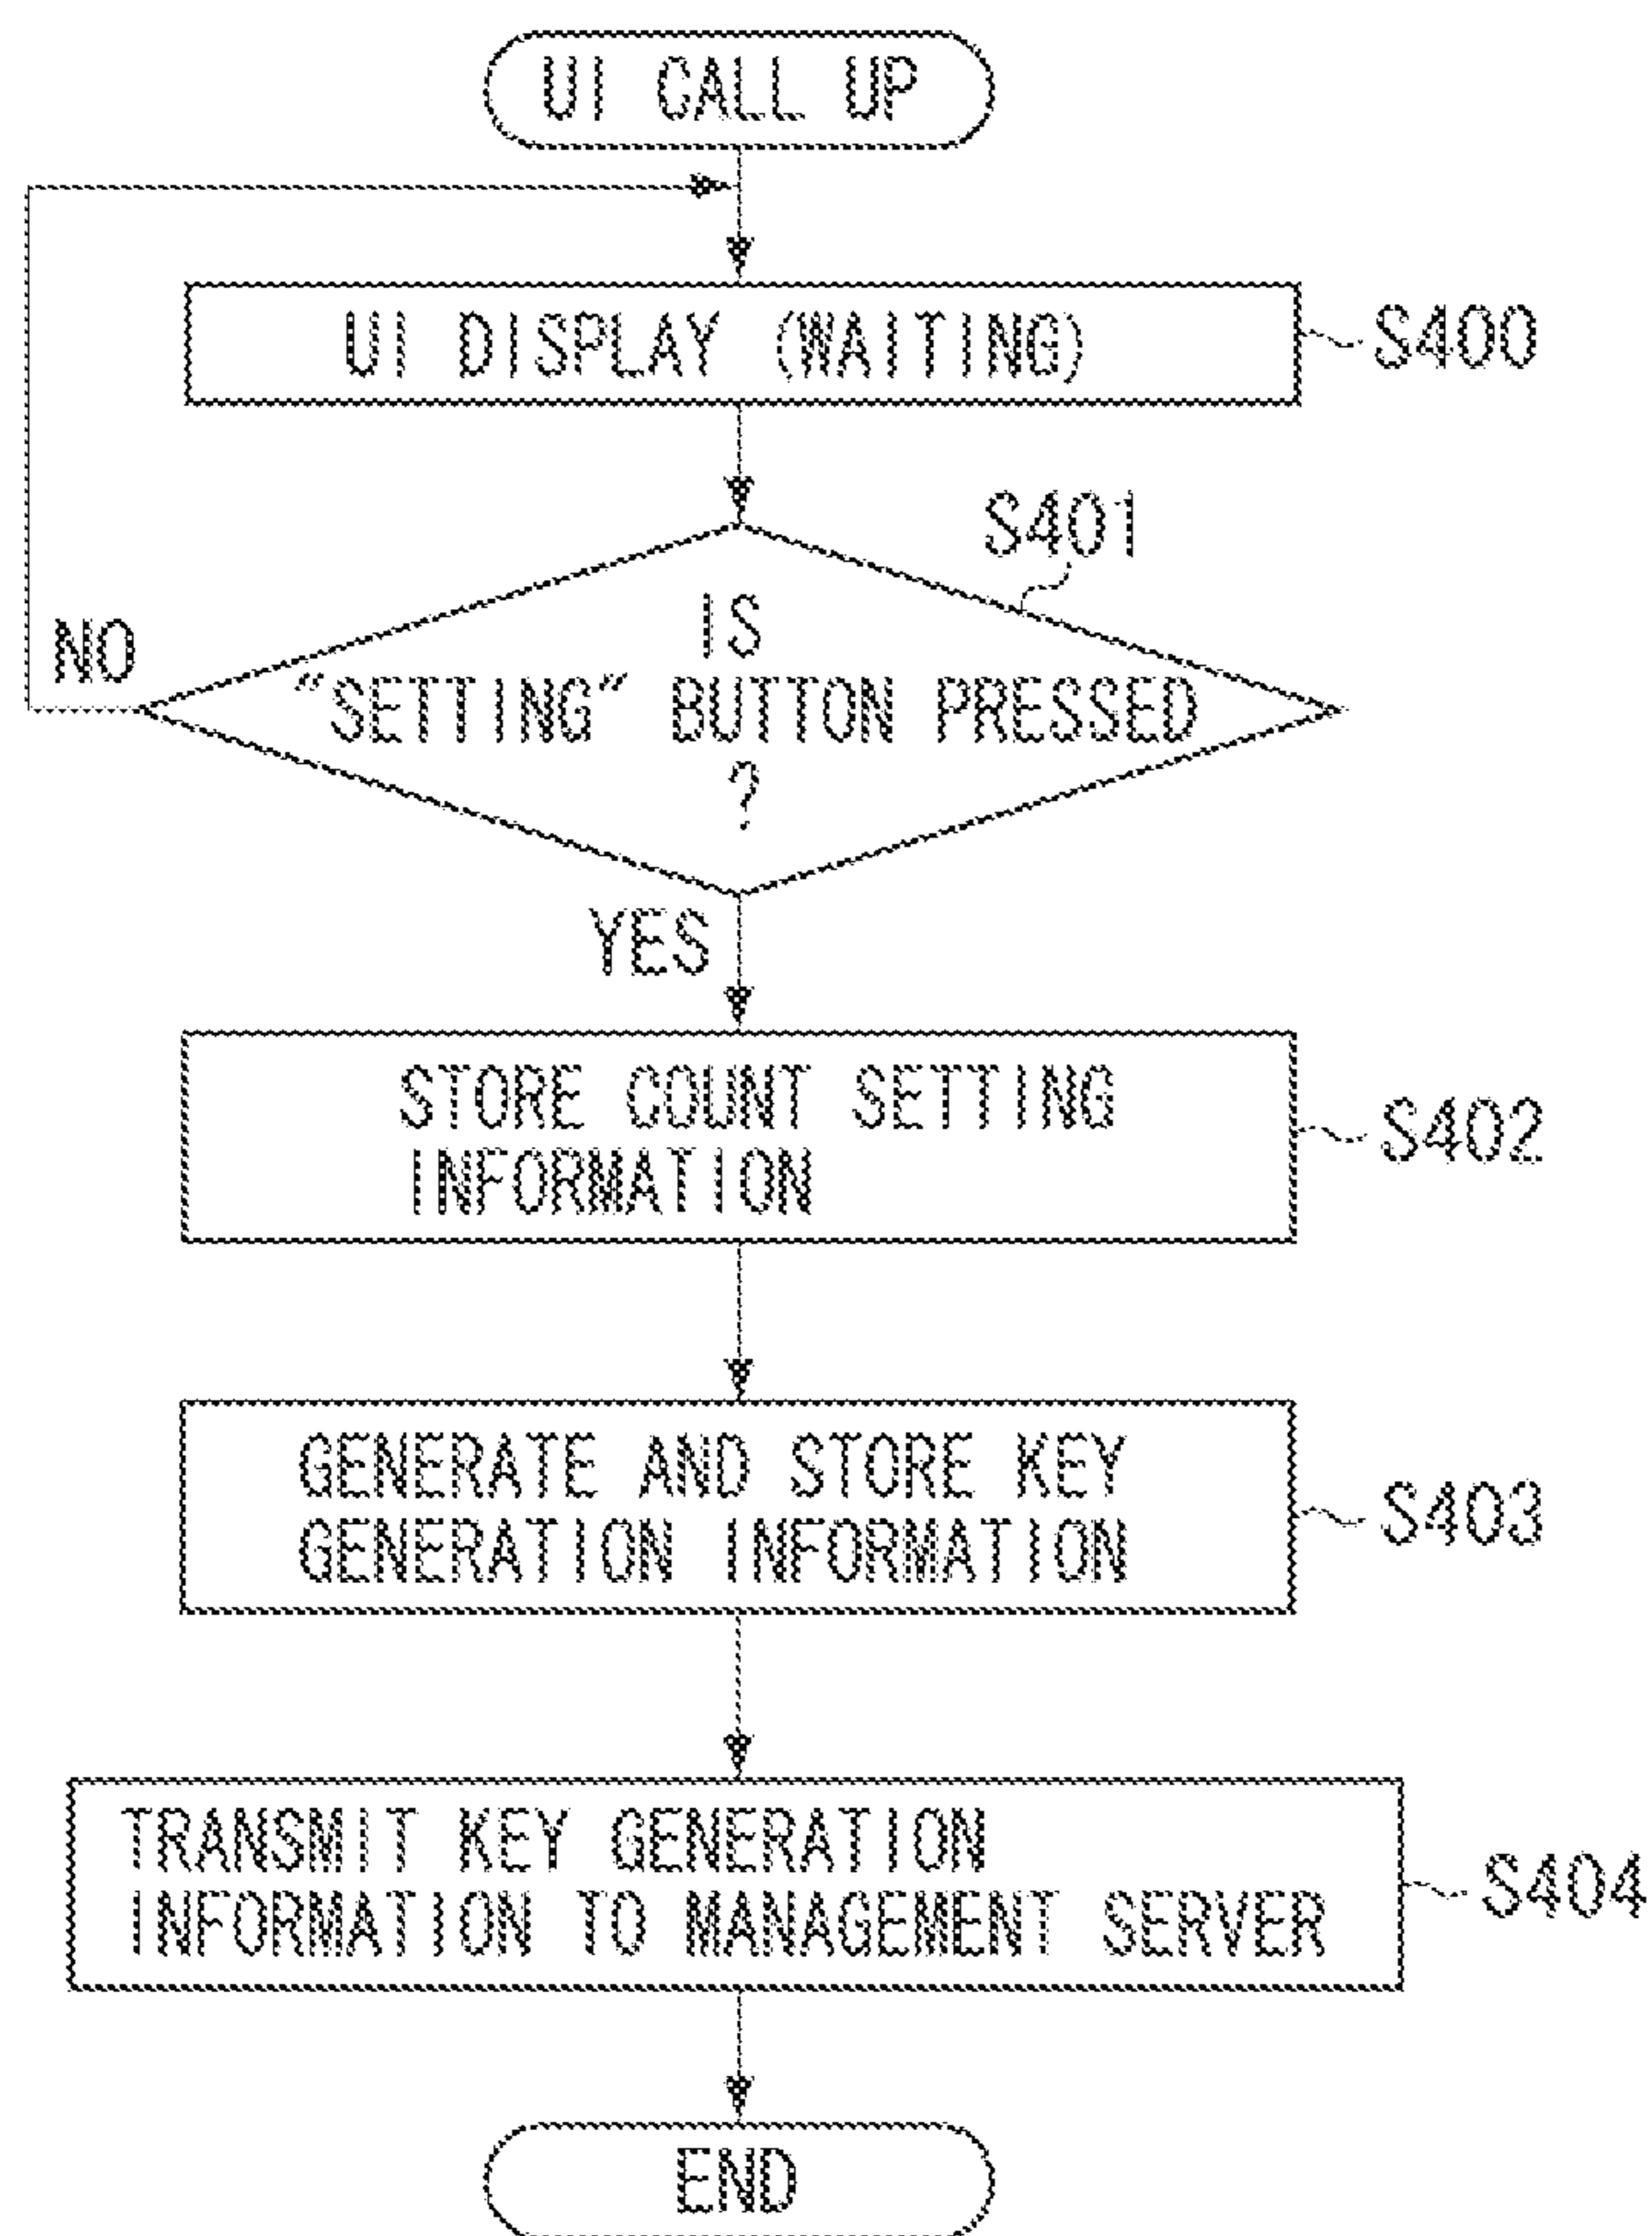 UI CALL UP
UI DISPLAY (WAITING)
S400
S401
IS
"SETTING" BUTTON PRESSED
?
NO
YES
STORE COUNT SETTING
INFORMATION
S402
GENERATE AND STORE KEY
GENERATION INFORMATION
S403
TRANSMIT KEY GENERATION
INFORMATION TO MANAGEMENT SERVER
S404
END